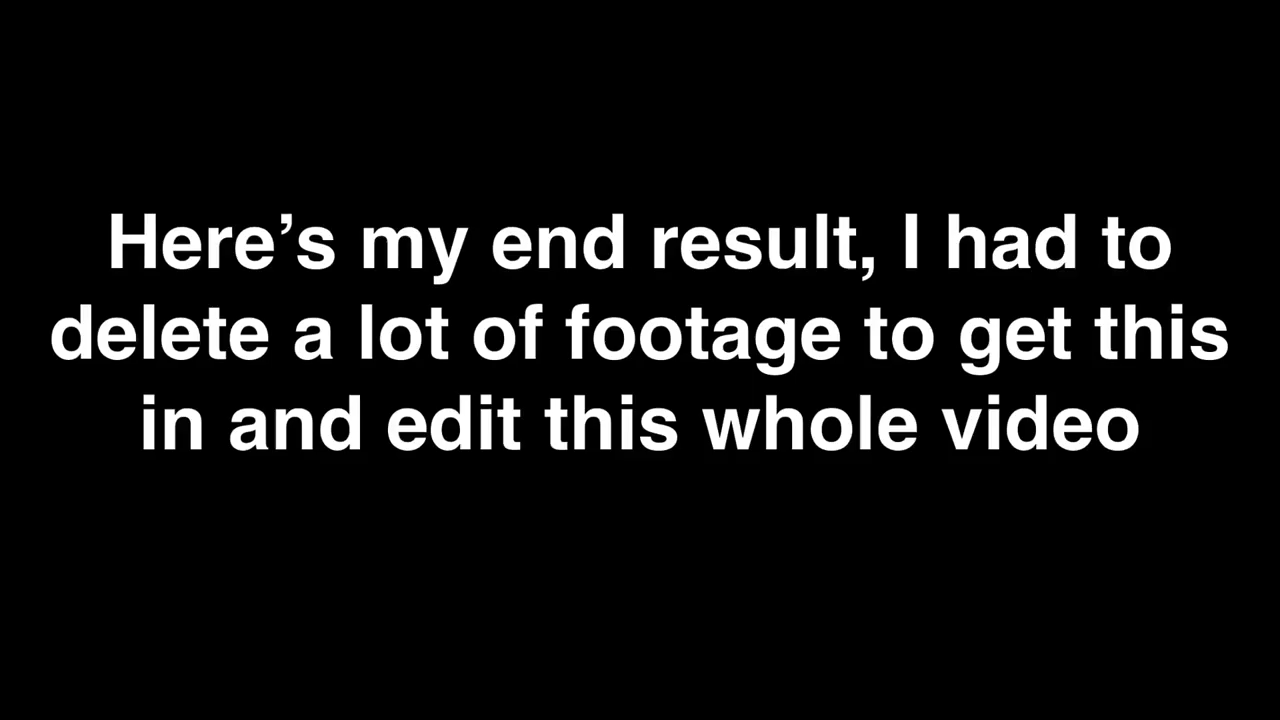 Here’s my end result, I had to
delete a lot of footage to get this
in and edit this whole video